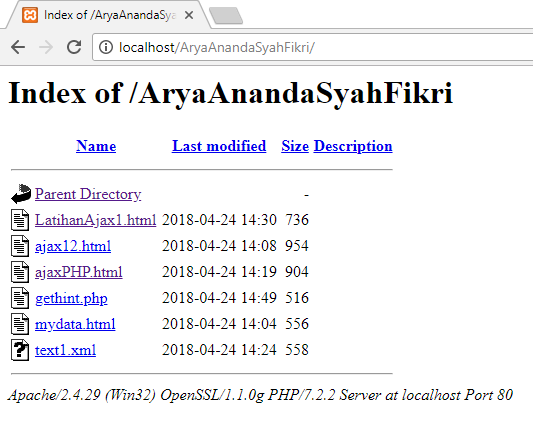 Index of /AryaAnandaSya
localhost/AryaAnandaSyahFikri/
Index of /AryaAnandaSyahFikri
Name Last modified Size Description
Parent Directory -
LatihanAjax1.html 2018-04-24 14:30 736
ajax12.html 2018-04-24 14:08 954
ajaxPHP.html 2018-04-24 14:19 904
gethint.php 2018-04-24 14:49 516
mydata.html 2018-04-24 14:04 556
text1.xml 2018-04-24 14:24 558
Apache/2.4.29 (Win32) OpenSSL/1.1.0g PHP/7.2.2 Server at localhost Port 80